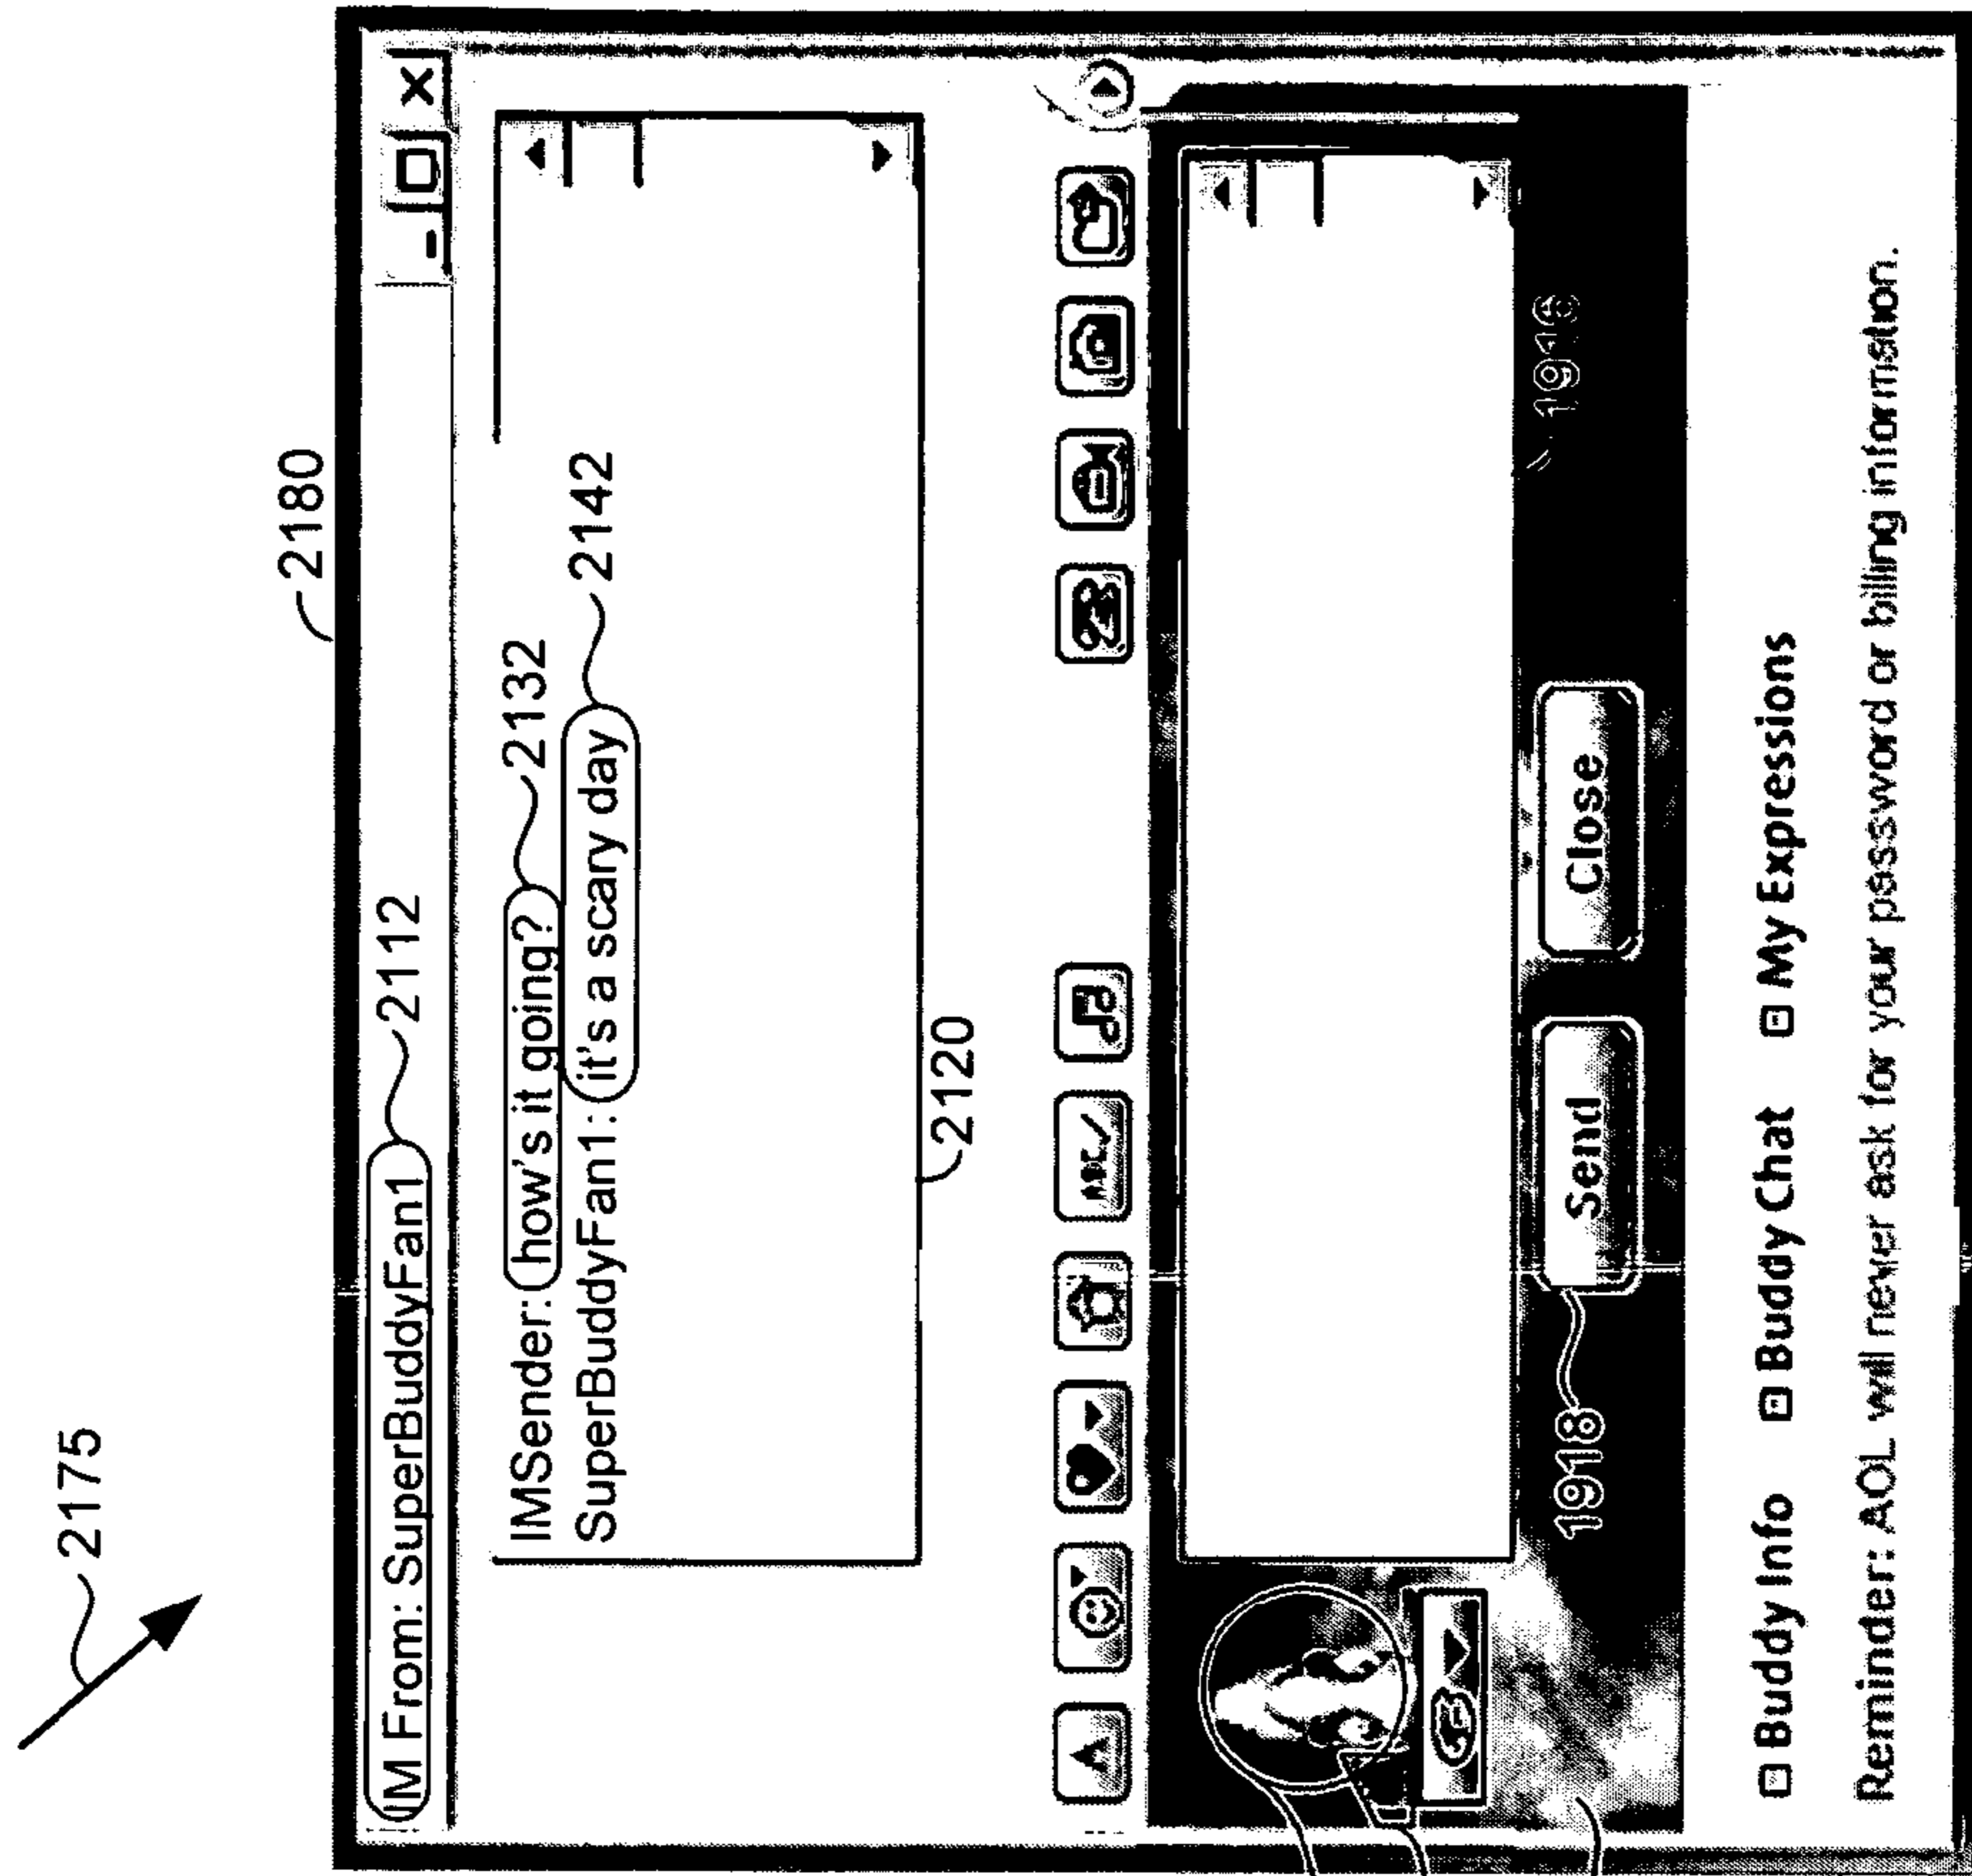 2175
2180
IM From: SuperBuddyFan1 2112
_ □ X
IMSender: how's it going? 2132
SuperBuddyFan1: it's a scary day 2142
2120
ABC
1918 Send Close 1916
Buddy Info Buddy Chat My Expressions
Reminder: AOL will never ask for your password or billing information.